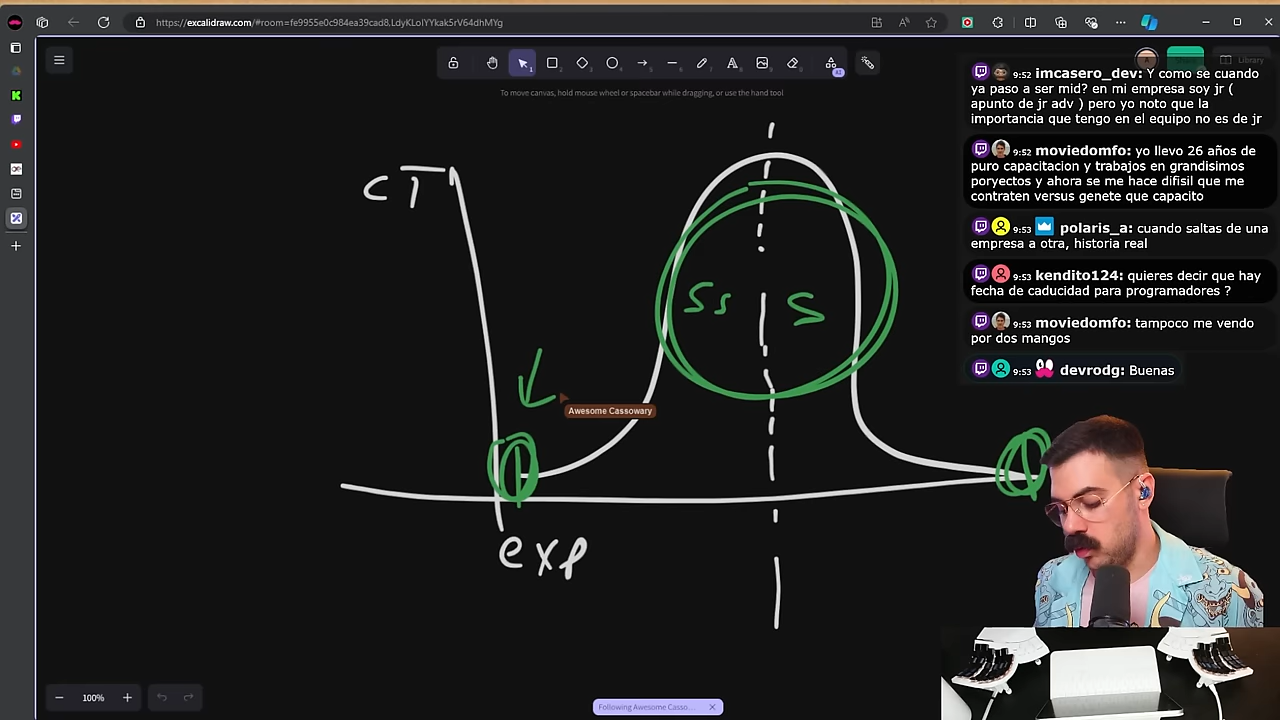 https://excalidraw.com/#room=fe9955e0c984ea39cad8,LdyKLolYYkak5rV64dhMYg
To move canvas, hold mouse wheel or spacebar while dragging, or use the hand tool
Library
9:52 imcasero_dev: Y como se cuando
ya paso a ser mid? en mi empresa soy jr (
apunto de jr adv ) pero yo noto que la
importancia que tengo en el equipo no es de jr
9:52 moviedomfo: yo llevo 26 años de
puro capacitacion y trabajos en grandisimos
poryectos y ahora se me hace difisil que me
contraten versus genete que capacito
9:53 polaris_a: cuando saltas de una
empresa a otra, historia real
9:53 kendito124: quieres decir que hay
fecha de caducidad para programadores ?
9:53 moviedomfo: tampoco me vendo
por dos mangos
9:53 devrodg: Buenas
CT
Ss S
Awesome Cassowary
exp
100%
Following Awesome Casso...